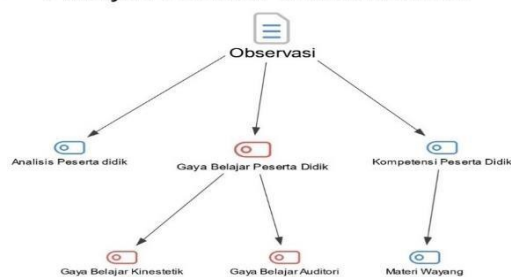 Observasi
Analisis Peserta didik
Gaya Belajar Peserta Didik
Kompetensi Peserta Didik
Gaya Belajar Kinestetik
Gaya Belajar Auditori
Materi Wayang